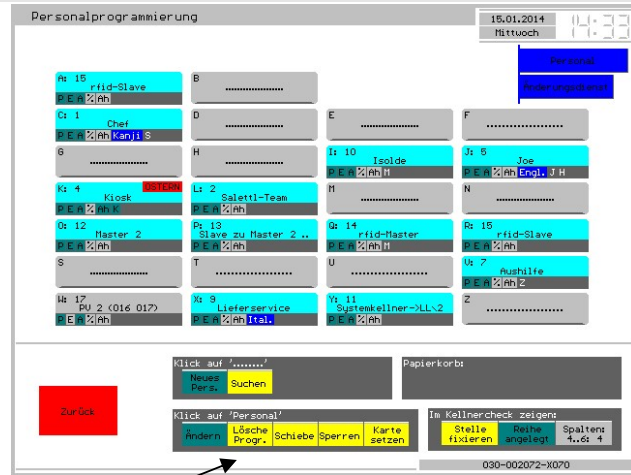 Personalprogrammierung
15.01.2014
Mittwoch
14:33
Personal
Änderungsdienst
A: 15
rfid-Slave
P E A % Ah
B
....................
C: 1
Chef
P E A % Ah Kanji S
D
....................
E
....................
F
....................
G
....................
H
....................
I: 10
Isolde
P E A % Ah M
J: 5
Joe
P E A % Ah Engl. J H
K: 4
OSTERN
Kiosk
P E A % Ah K
L: 2
Salettl-Team
P E A % Ah
M
....................
N
....................
O: 12
Master 2
P E A % Ah
P: 13
Slave zu Master 2 ..
P E A % Ah
Q: 14
rfid-Master
P E A % Ah M
R: 15
rfid-Slave
P E A % Ah
S
....................
T
....................
U
....................
V: 7
Aushilfe
P E A % Ah Z
W: 17
PV 2 (016 017)
P E A % Ah
X: 9
Lieferservice
P E A % Ah Ital.
Y: 11
Systemkellner->LL\2
P E A % Ah
Z
....................
Zurück
Klick auf '........'
Neues
Pers.
Suchen
Papierkorb:
Klick auf 'Personal'
Ändern
Lösche
Progr.
Schiebe
Sperren
Karte
setzen
Im Kellnercheck zeigen:
Stelle
fixieren
Reihe
angelegt
Spalten:
4..6: 4
030-002072-X070